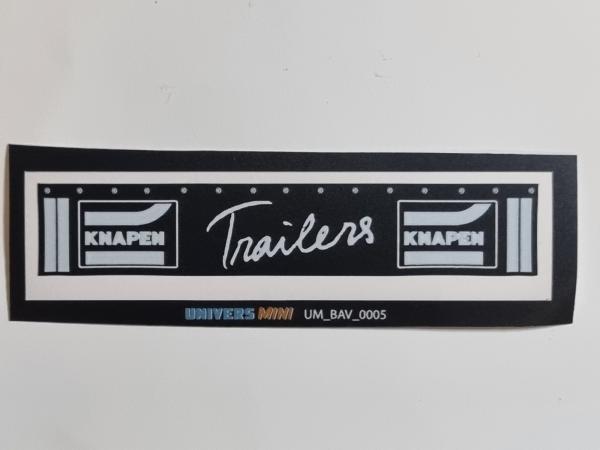 KNAPEN Trailers KNAPEN
UNIVERS MINI UM_BAV_0005